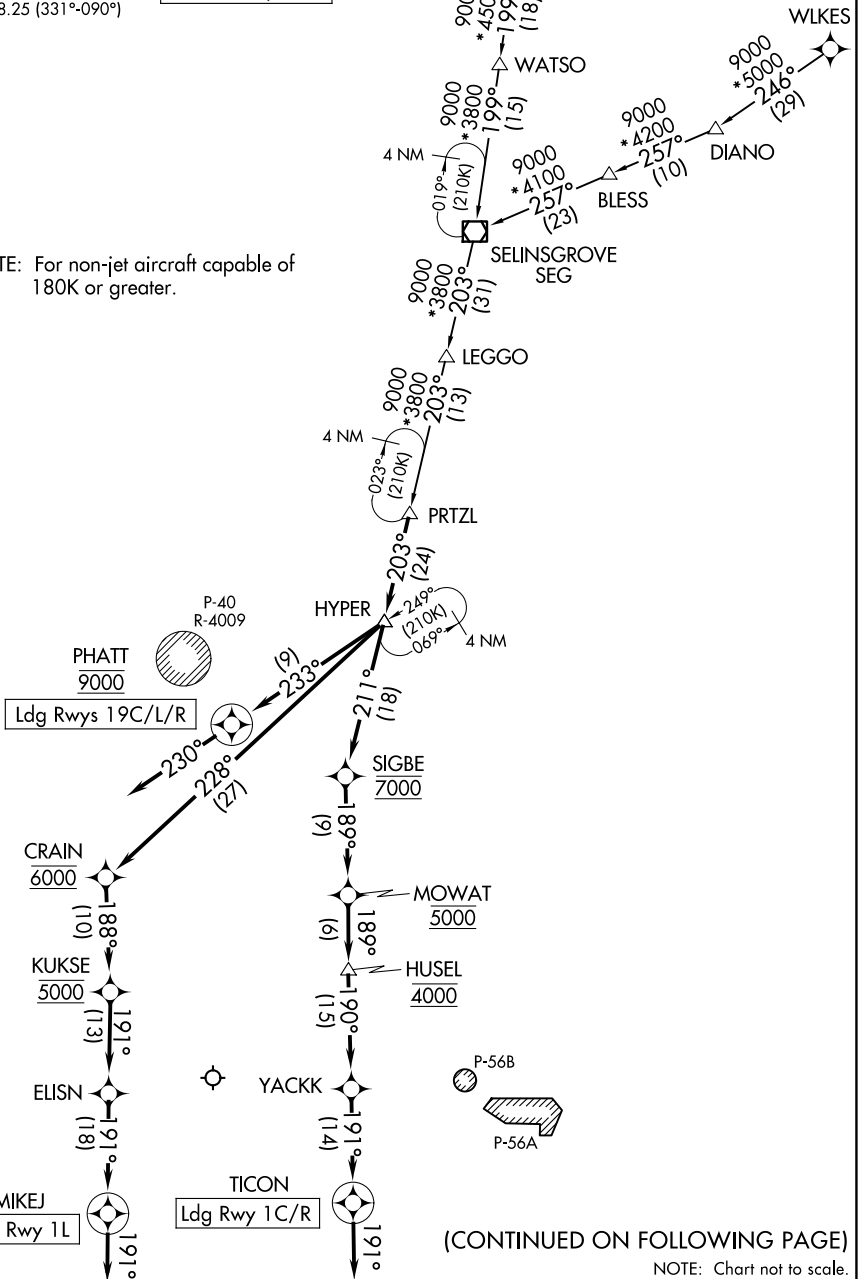 8.25 (331°-090°)
WLKES
9000
*450
199°
(18)
WATSO
9000
*5000
246°
(29)
9000
*3800
199°
(15)
DIANO
9000
*4200
257°
(10)
BLESS
9000
*4100
257°
(23)
4 NM
019°
(210K)
SELINSGROVE
SEG
TE: For non-jet aircraft capable of
180K or greater.
9000
*3800
203°
(31)
LEGGO
9000
*3800
203°
(13)
4 NM
023°
(210K)
PRTZL
203°
(24)
HYPER
249°
(210K)
069°
4 NM
P-40
R-4009
PHATT
9000
Ldg Rwys 19C/L/R
(9)
233°
230°
228°
(27)
211°
(18)
SIGBE
7000
189°
(9)
CRAIN
6000
188°
(10)
MOWAT
5000
189°
(6)
KUKSE
5000
191°
(13)
HUSEL
4000
190°
(15)
ELISN
191°
(18)
YACKK
191°
(14)
P-56B
P-56A
MIKEJ
Rwy 1L
191°
TICON
Ldg Rwy 1C/R
191°
(CONTINUED ON FOLLOWING PAGE)
NOTE: Chart not to scale.